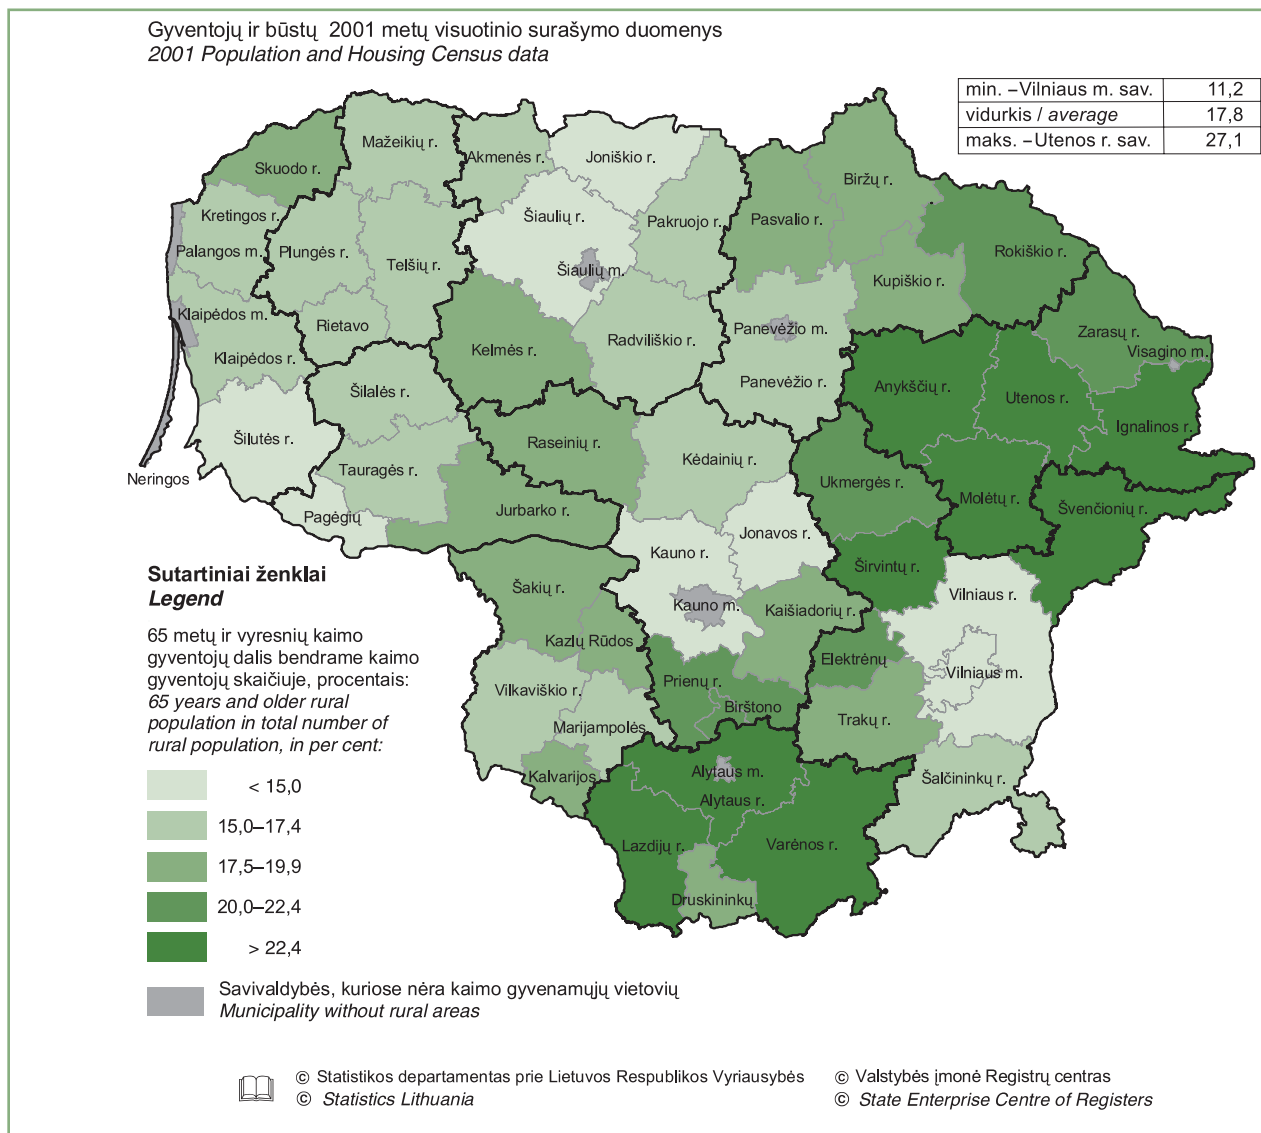 Gyventojų ir būstų 2001 metų visuotinio surašymo duomenys
2001 Population and Housing Census data
min. –Vilniaus m. sav. 11,2
vidurkis / average 17,8
maks. –Utenos r. sav. 27,1
Skuodo r.
Mažeikių r.
Akmenės r.
Joniškio r.
Kretingos r.
Palangos m.
Plungės r.
Telšių r.
Šiaulių r.
Šiaulių m.
Pakruojo r.
Pasvalio r.
Biržų r.
Rokiškio r.
Kupiškio r.
Klaipėdos m.
Klaipėdos r.
Rietavo
Kelmės r.
Radviliškio r.
Panevėžio m.
Panevėžio r.
Zarasų r.
Visagino m.
Anykščių r.
Utenos r.
Ignalinos r.
Šilalės r.
Šilutės r.
Neringos
Tauragės r.
Pagėgių
Raseinių r.
Jurbarko r.
Kėdainių r.
Ukmergės r.
Molėtų r.
Švenčionių r.
Jonavos r.
Kauno r.
Kauno m.
Širvintų r.
Vilniaus r.
Vilniaus m.
Šakių r.
Kazlų Rūdos
Kaišiadorių r.
Elektrėnų
Vilkaviškio r.
Marijampolės
Prienų r.
Birštono
Trakų r.
Kalvarijos
Alytaus m.
Alytaus r.
Šalčininkų r.
Lazdijų r.
Varėnos r.
Druskininkų
Sutartiniai ženklai
Legend
65 metų ir vyresnių kaimo
gyventojų dalis bendrame kaimo
gyventojų skaičiuje, procentais:
65 years and older rural
population in total number of
rural population, in per cent:
< 15,0
15,0–17,4
17,5–19,9
20,0–22,4
> 22,4
Savivaldybės, kuriose nėra kaimo gyvenamųjų vietovių
Municipality without rural areas
© Statistikos departamentas prie Lietuvos Respublikos Vyriausybės
© Statistics Lithuania
© Valstybės įmonė Registrų centras
© State Enterprise Centre of Registers